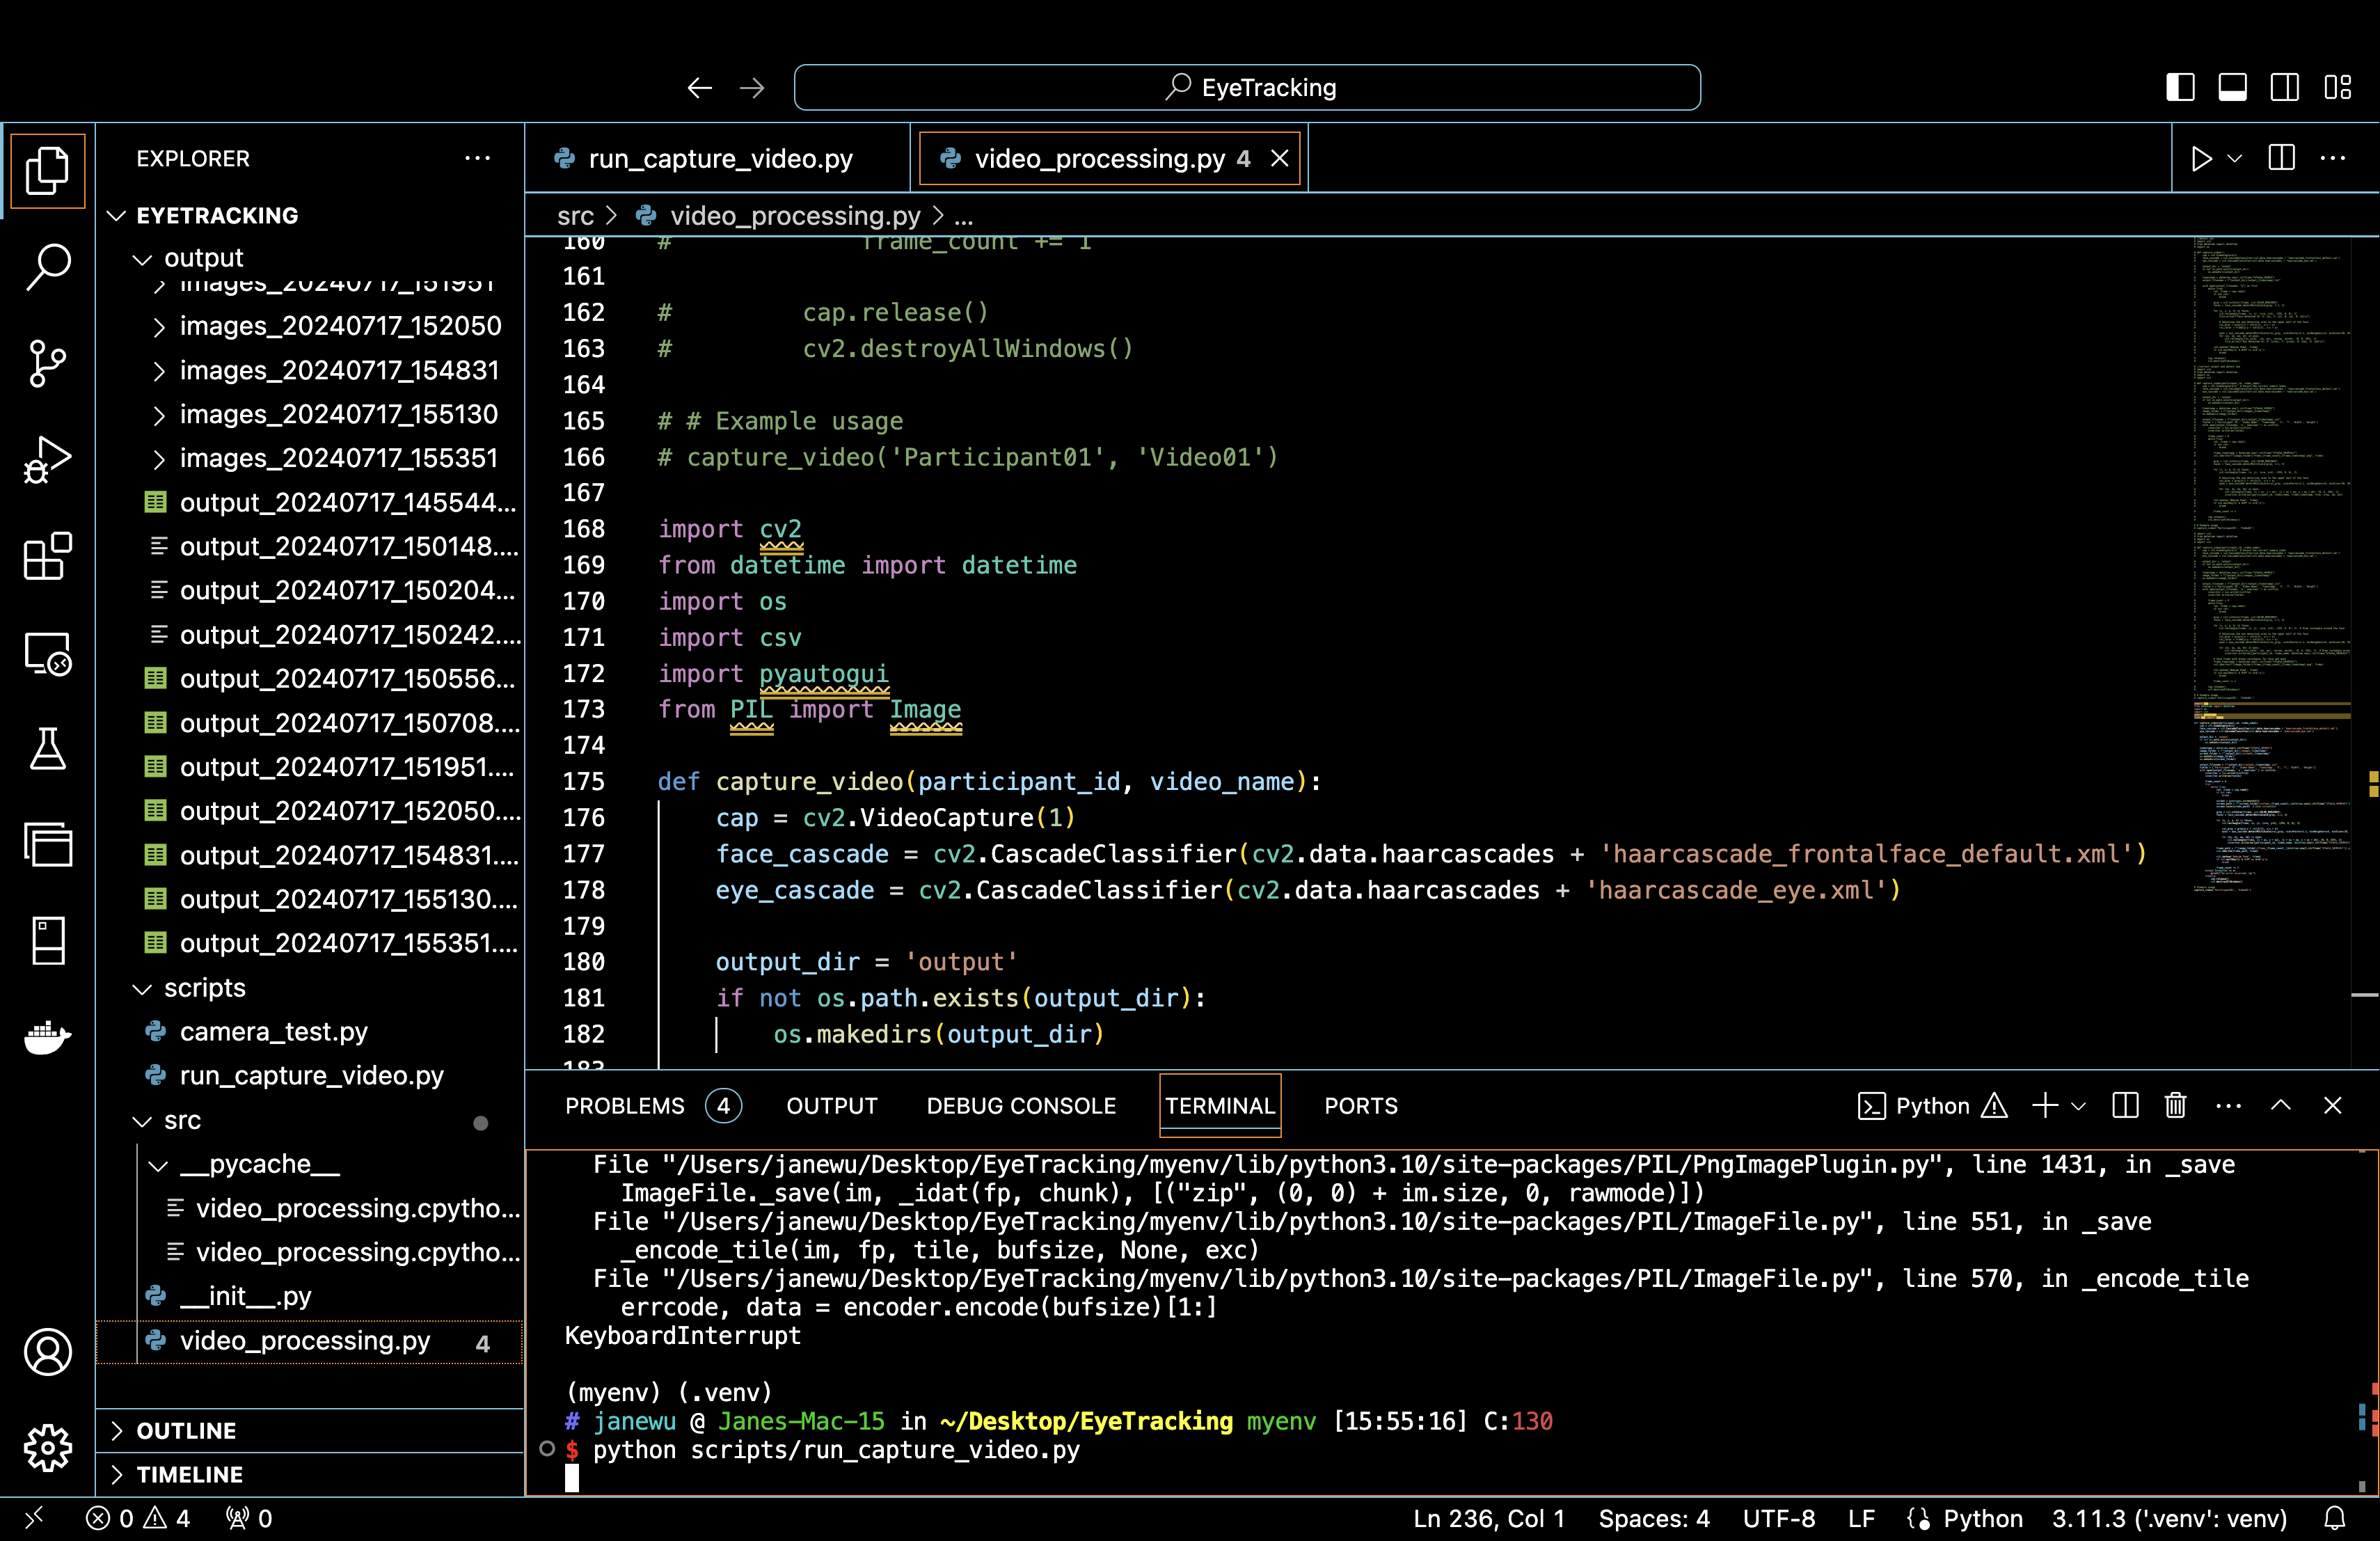 EyeTracking
EXPLORER
EYETRACKING
output
images_20240717_151951
images_20240717_152050
images_20240717_154831
images_20240717_155130
images_20240717_155351
output_20240717_145544...
output_20240717_150148....
output_20240717_150204...
output_20240717_150242....
output_20240717_150556...
output_20240717_150708....
output_20240717_151951....
output_20240717_152050....
output_20240717_154831....
output_20240717_155130....
output_20240717_155351....
scripts
camera_test.py
run_capture_video.py
src
__pycache__
video_processing.cpytho...
video_processing.cpytho...
__init__.py
video_processing.py 4
OUTLINE
TIMELINE
run_capture_video.py
video_processing.py 4
src > video_processing.py > ...
160 # frame_count += 1
161
162 # cap.release()
163 # cv2.destroyAllWindows()
164
165 # # Example usage
166 # capture_video('Participant01', 'Video01')
167
168 import cv2
169 from datetime import datetime
170 import os
171 import csv
172 import pyautogui
173 from PIL import Image
174
175 def capture_video(participant_id, video_name):
176 cap = cv2.VideoCapture(1)
177 face_cascade = cv2.CascadeClassifier(cv2.data.haarcascades + 'haarcascade_frontalface_default.xml')
178 eye_cascade = cv2.CascadeClassifier(cv2.data.haarcascades + 'haarcascade_eye.xml')
179
180 output_dir = 'output'
181 if not os.path.exists(output_dir):
182 os.makedirs(output_dir)
183
PROBLEMS 4 OUTPUT DEBUG CONSOLE TERMINAL PORTS
Python
File "/Users/janewu/Desktop/EyeTracking/myenv/lib/python3.10/site-packages/PIL/PngImagePlugin.py", line 1431, in _save
ImageFile._save(im, _idat(fp, chunk), [("zip", (0, 0) + im.size, 0, rawmode)])
File "/Users/janewu/Desktop/EyeTracking/myenv/lib/python3.10/site-packages/PIL/ImageFile.py", line 551, in _save
_encode_tile(im, fp, tile, bufsize, None, exc)
File "/Users/janewu/Desktop/EyeTracking/myenv/lib/python3.10/site-packages/PIL/ImageFile.py", line 570, in _encode_tile
errcode, data = encoder.encode(bufsize)[1:]
KeyboardInterrupt
(myenv) (.venv)
# janewu @ Janes-Mac-15 in ~/Desktop/EyeTracking myenv [15:55:16] C:130
$ python scripts/run_capture_video.py
0 4 0
Ln 236, Col 1 Spaces: 4 UTF-8 LF Python 3.11.3 ('.venv': venv)